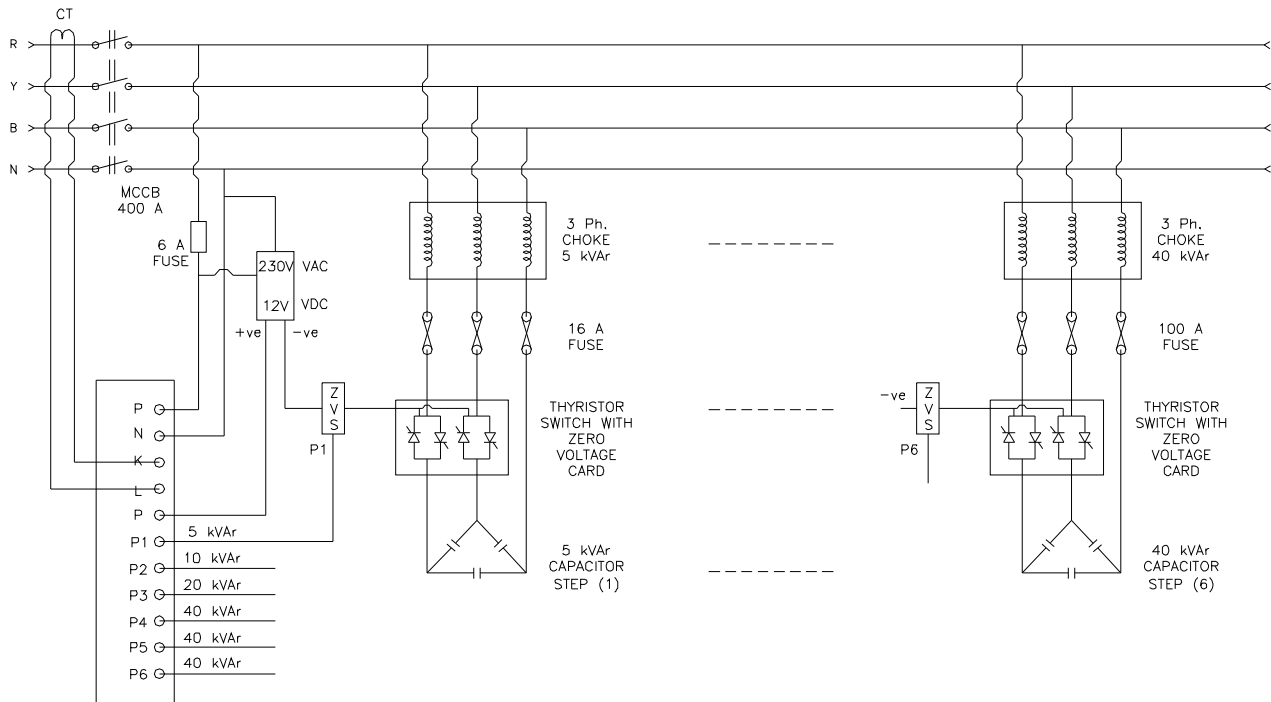 CT
R
Y
B
N
MCCB
400 A
6 A
FUSE
230V VAC
12V VDC
+ve -ve
3 Ph.
CHOKE
5 kVAr
16 A
FUSE
Z
V
S
P1
THYRISTOR
SWITCH WITH
ZERO
VOLTAGE
CARD
5 kVAr
CAPACITOR
STEP (1)
3 Ph.
CHOKE
40 kVAr
100 A
FUSE
-ve
Z
V
S
P6
THYRISTOR
SWITCH WITH
ZERO
VOLTAGE
CARD
40 kVAr
CAPACITOR
STEP (6)
P
N
K
L
P
P1 5 kVAr
P2 10 kVAr
P3 20 kVAr
P4 40 kVAr
P5 40 kVAr
P6 40 kVAr